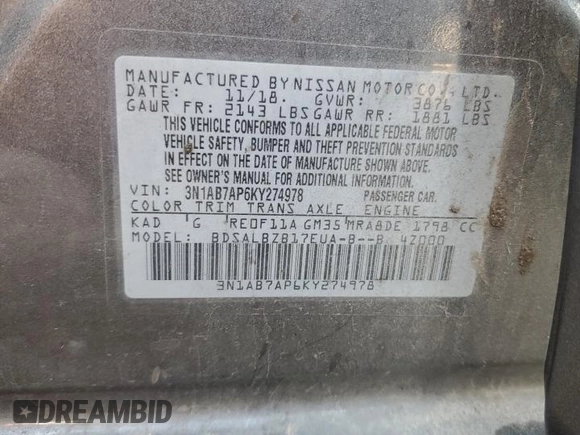 MANUFACTURED BY NISSAN MOTOR CO., LTD.
DATE: 11/18. GVWR: 3876 LBS
GAWR FR: 2143 LBS GAWR RR: 1881 LBS
THIS VEHICLE CONFORMS TO ALL APPLICABLE FEDERAL MOTOR
VEHICLE SAFETY, BUMPER AND THEFT PREVENTION STANDARDS
IN EFFECT ON THE DATE OF MANUFACTURE SHOWN ABOVE.
SEE OWNER'S MANUAL FOR ADDITIONAL INFORMATION.
VIN: 3N1AB7AP6KY274978 PASSENGER CAR.
COLOR TRIM TRANS AXLE ENGINE
KAD G RE0F11A GM35 MRA8DE 1798 CC
MODEL: BDSALBZB17EUA-B--B 4Z000
3N1AB7AP6KY274978
DREAMBID